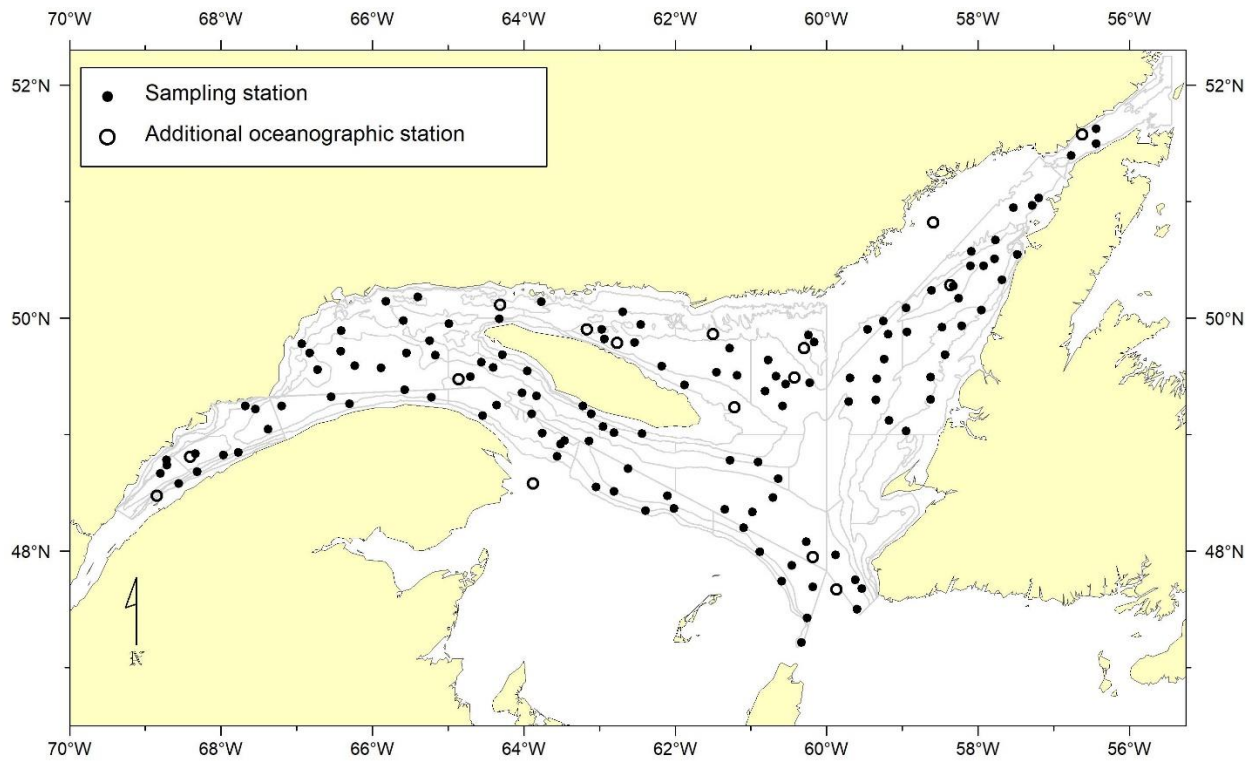 70°W 68°W 66°W 64°W 62°W 60°W 58°W 56°W
52°N 52°N
Sampling station
Additional oceanographic station
50°N 50°N
48°N 48°N
N
70°W 68°W 66°W 64°W 62°W 60°W 58°W 56°W